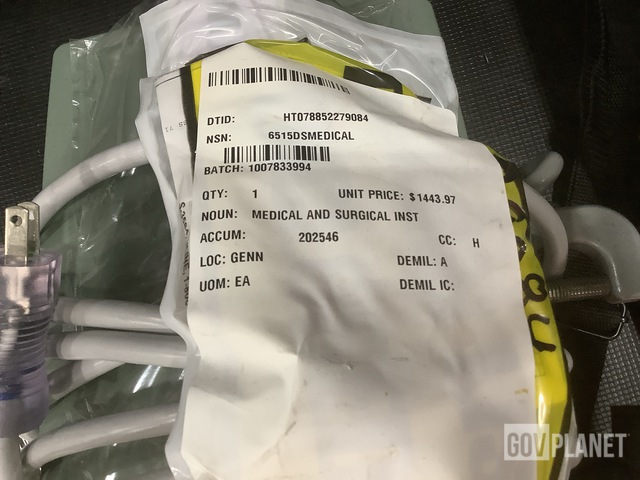 DTID: HT078852279084
NSN: 6515DSMEDICAL
BATCH: 1007833994
QTY: 1 UNIT PRICE: $ 1443.97
NOUN: MEDICAL AND SURGICAL INST
ACCUM: 202546 CC: H
LOC: GENN DEMIL: A
UOM: EA DEMIL IC:
GOVPLANET